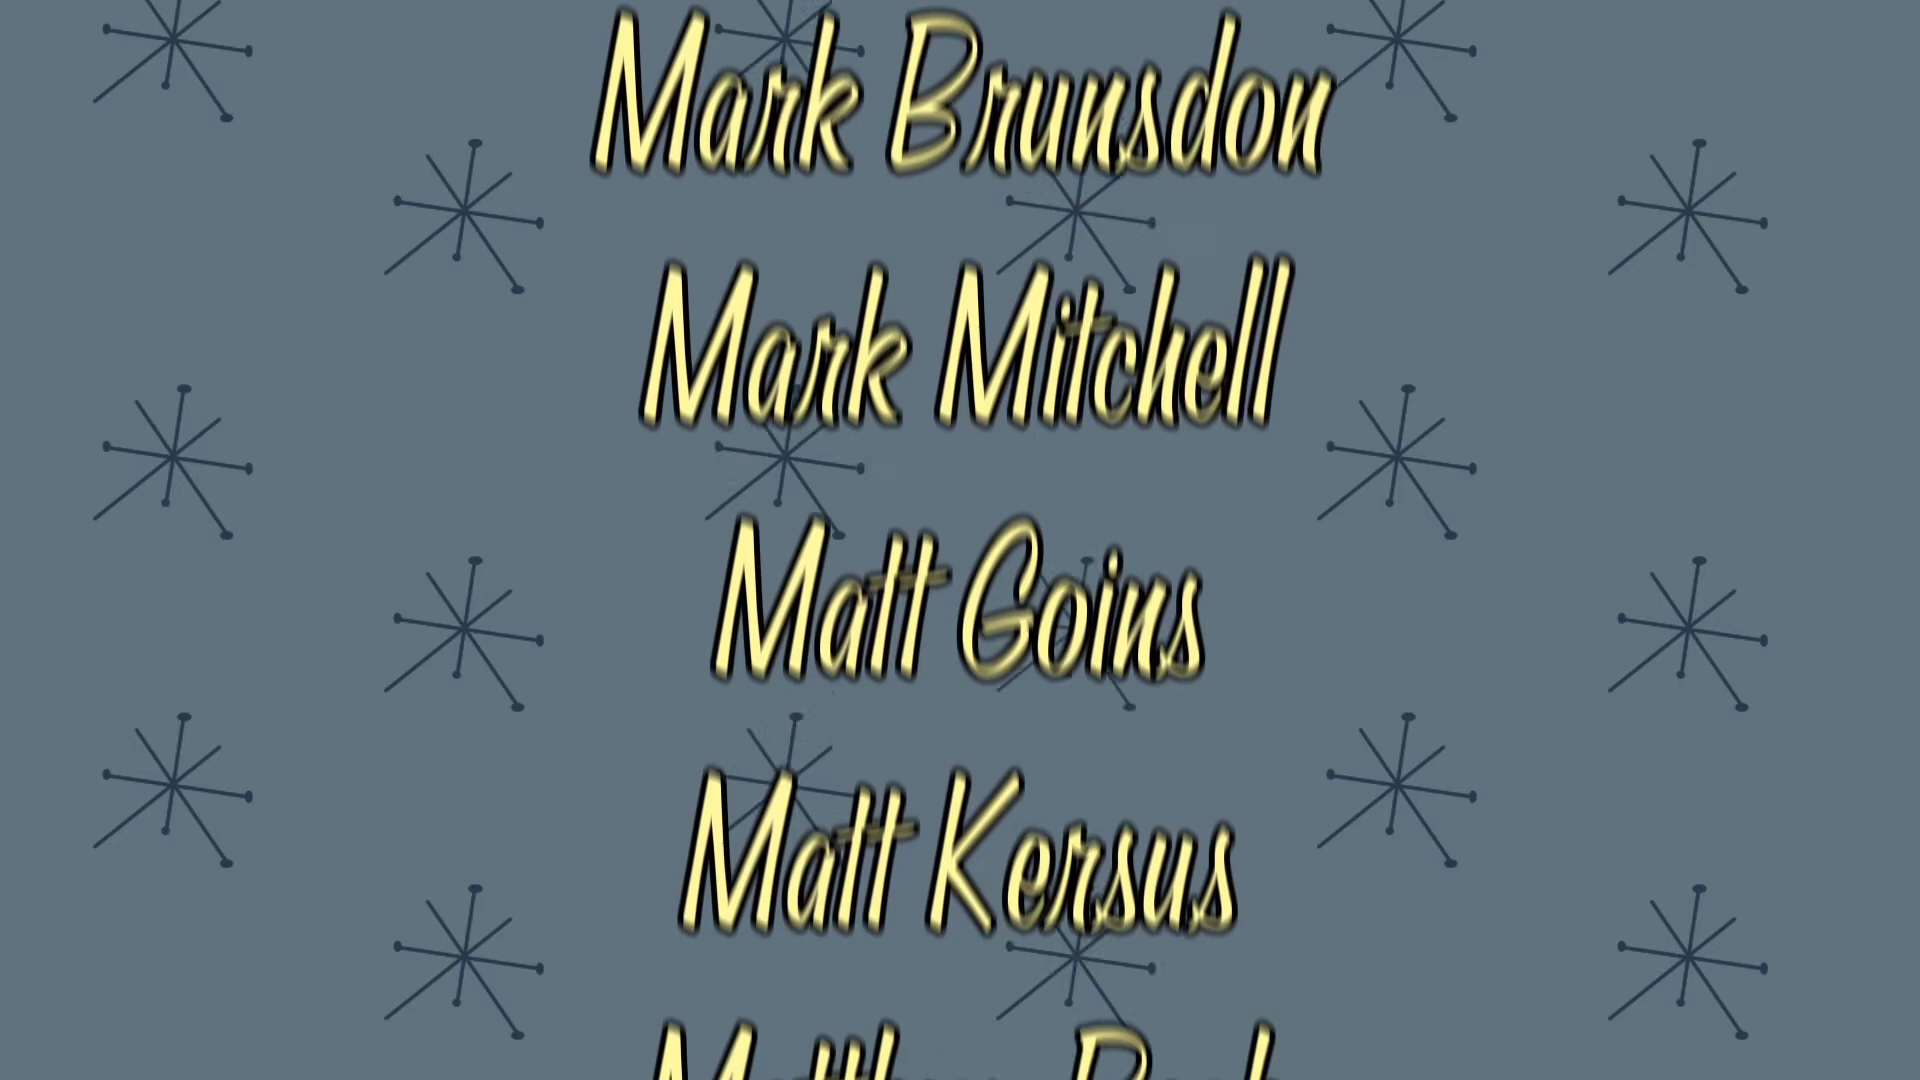 Mark Brunsdon
Mark Mitchell
Matt Goins
Matt Kersus